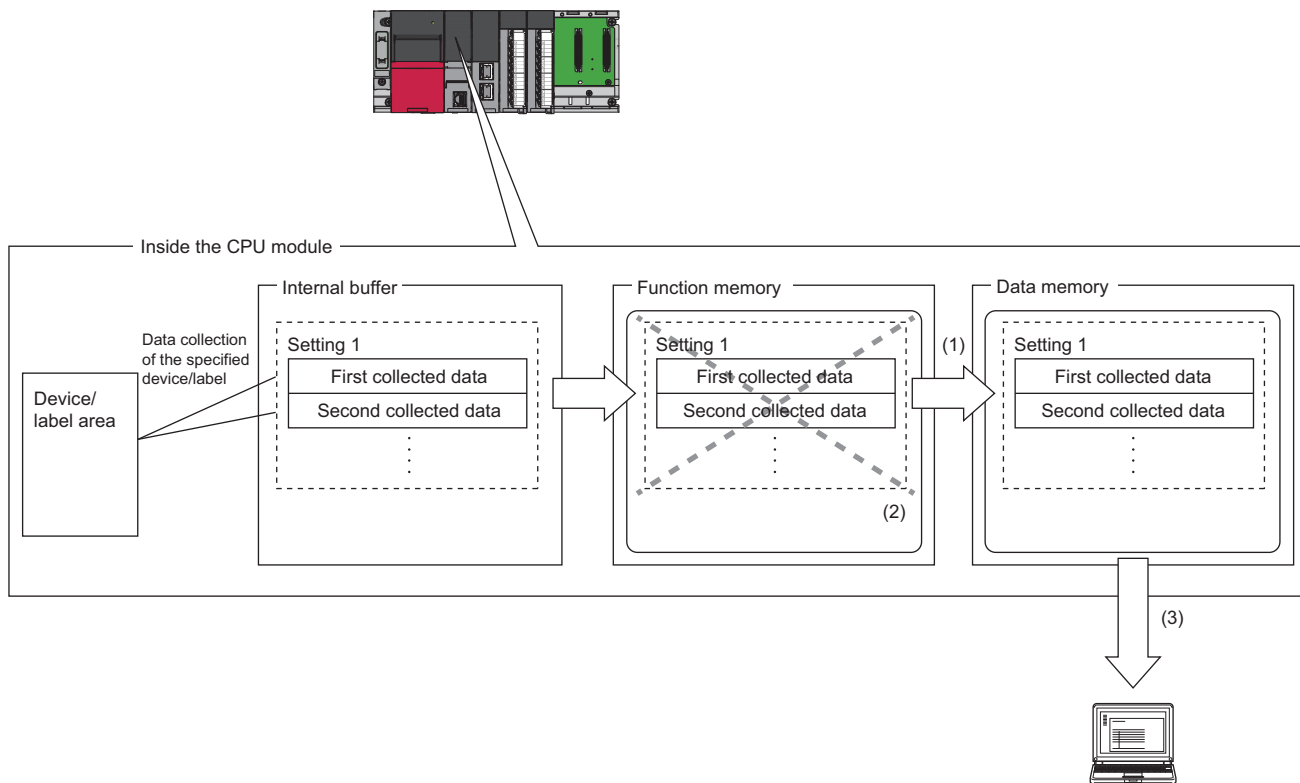 Inside the CPU module
Internal buffer
Function memory
Data memory
Data collection
of the specified
device/label
Device/
label area
Setting 1
First collected data
Second collected data
Setting 1
First collected data
Second collected data
(2)
(1)
Setting 1
First collected data
Second collected data
(3)